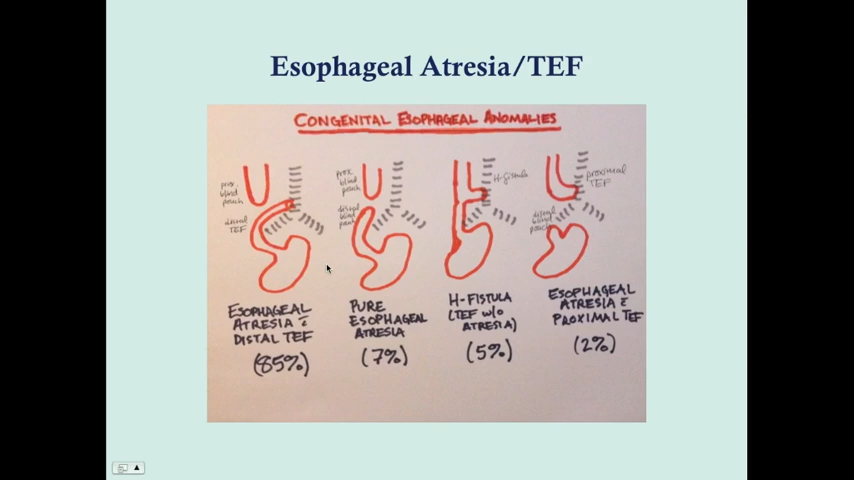 Esophageal Atresia/TEF
CONGENITAL ESOPHAGEAL ANOMALIES
prox
blind
pouch
distal
TEF
prox
blind
pouch
distal
blind
pouch
H-fistula
proximal
TEF
distal
blind
pouch
ESOPHAGEAL
ATRESIA c̄
DISTAL TEF
(85%)
PURE
ESOPHAGEAL
ATRESIA
(7%)
H-FISTULA
(TEF w/o
ATRESIA)
(5%)
ESOPHAGEAL
ATRESIA c̄
PROXIMAL TEF
(2%)